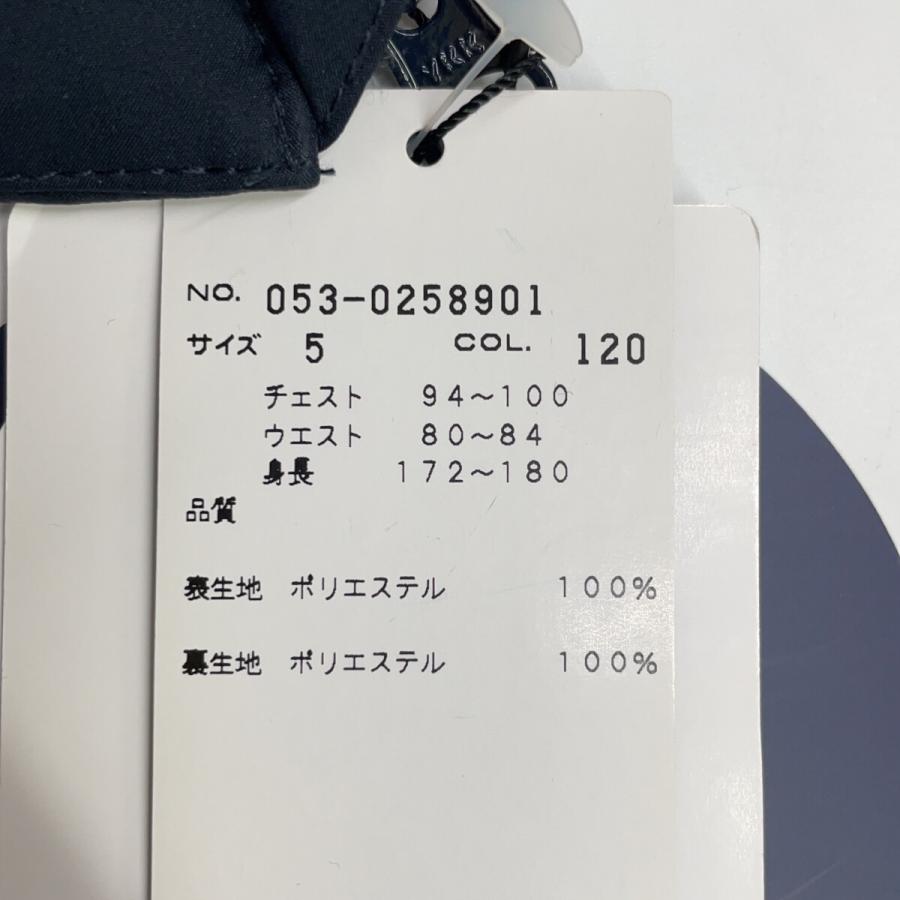 NO. 053-0258901
サイズ 5 COL. 120
チェスト 94～100
ウエスト 80～84
身長 172～180
品質
表生地 ポリエステル 100%
裏生地 ポリエステル 100%